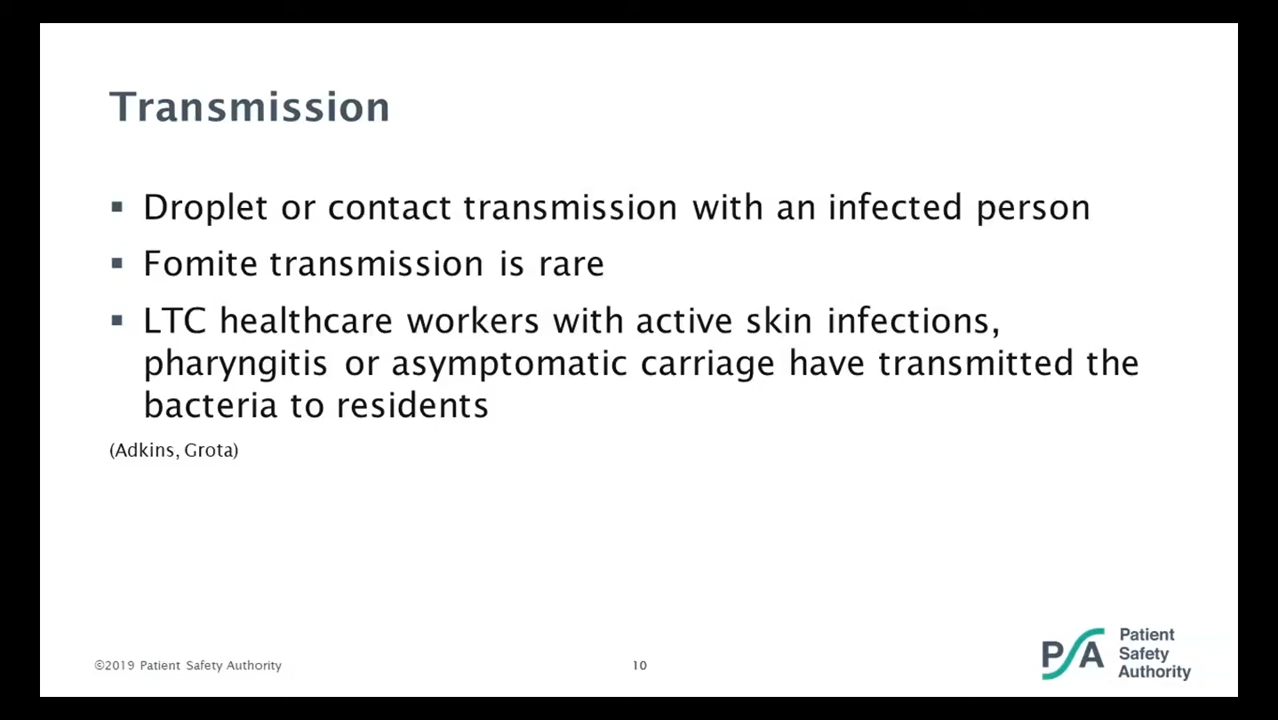 Transmission
▪ Droplet or contact transmission with an infected person
▪ Fomite transmission is rare
▪ LTC healthcare workers with active skin infections,
pharyngitis or asymptomatic carriage have transmitted the
bacteria to residents
(Adkins, Grota)
©2019 Patient Safety Authority
10
PSA
Patient
Safety
Authority